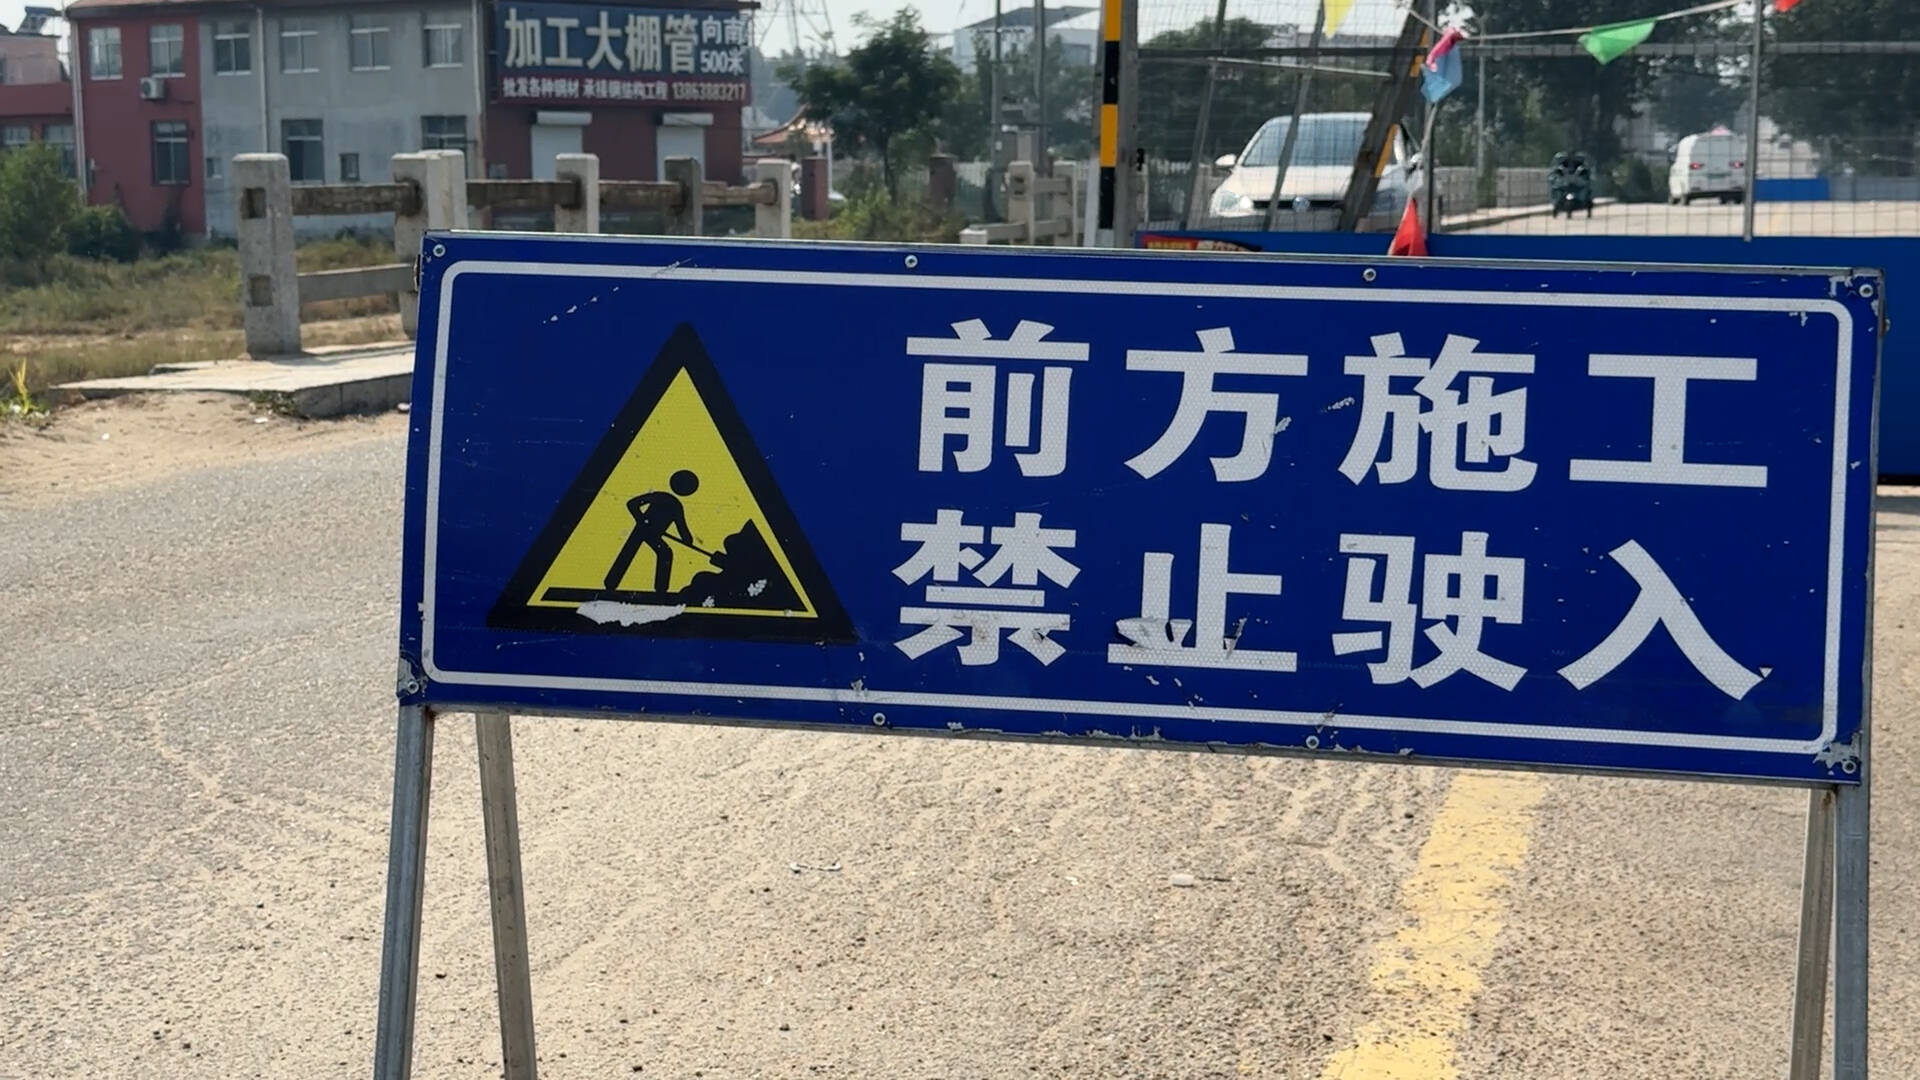 加工大棚管
向南
500米
批发各种钢材 承接钢结构工程 13863883217
前方施工
禁止驶入